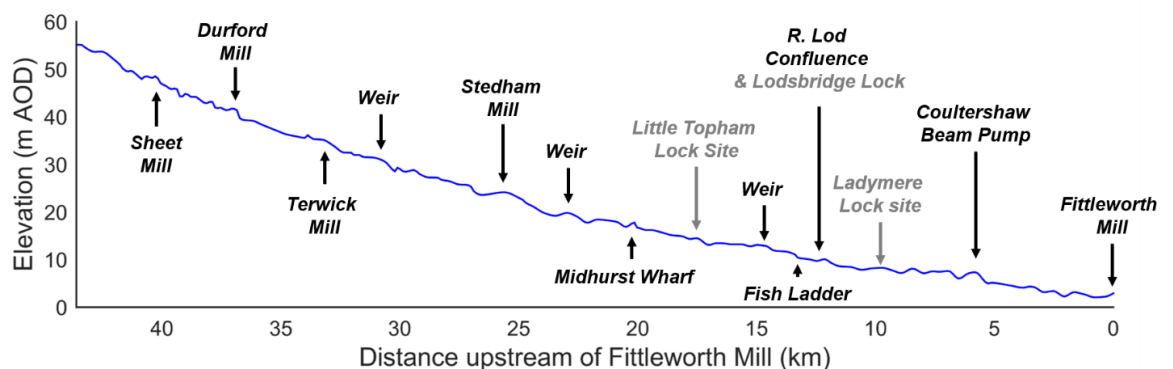 60
50
40
30
20
10
0
Elevation (m AOD)
Durford
Mill
Sheet
Mill
Terwick
Mill
Weir
Stedham
Mill
Weir
Midhurst Wharf
Little Topham
Lock Site
Weir
Fish Ladder
R. Lod
Confluence
& Lodsbridge Lock
Ladymere
Lock site
Coultershaw
Beam Pump
Fittleworth
Mill
40 35 30 25 20 15 10 5 0
Distance upstream of Fittleworth Mill (km)